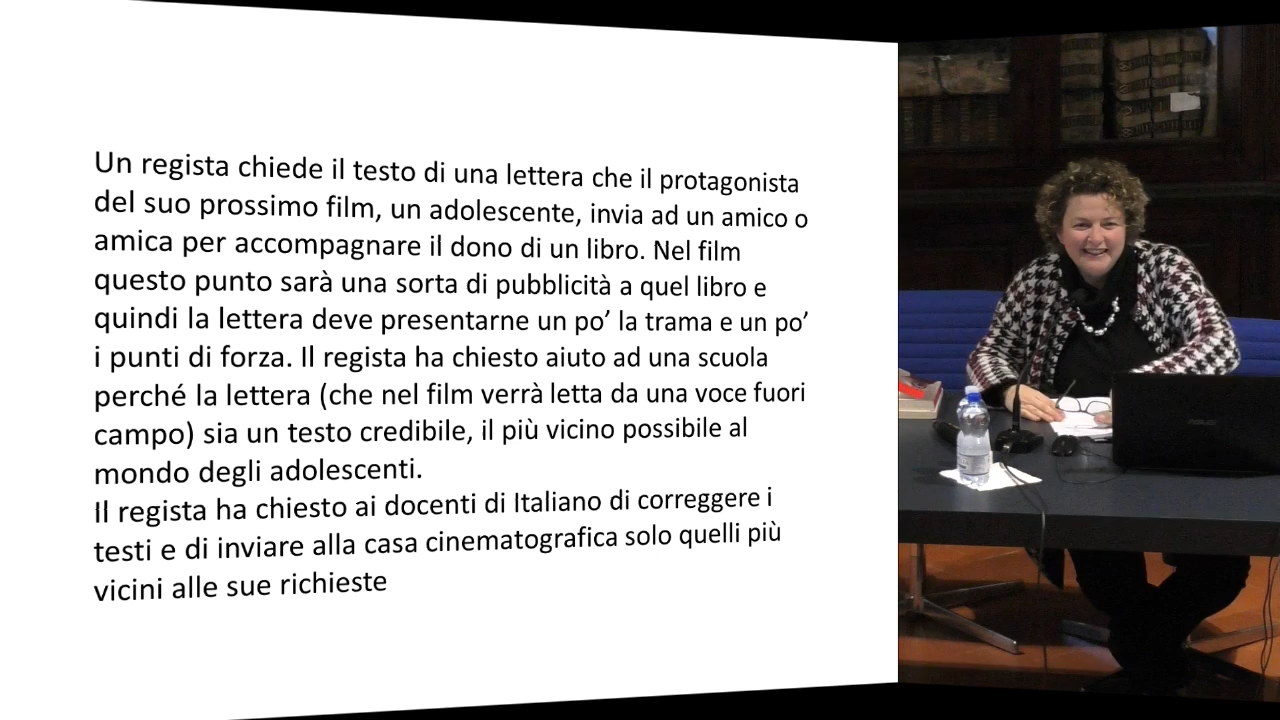 Un regista chiede il testo di una lettera che il protagonista
del suo prossimo film, un adolescente, invia ad un amico o
amica per accompagnare il dono di un libro. Nel film
questo punto sarà una sorta di pubblicità a quel libro e
quindi la lettera deve presentarne un po’ la trama e un po’
i punti di forza. Il regista ha chiesto aiuto ad una scuola
perché la lettera (che nel film verrà letta da una voce fuori
campo) sia un testo credibile, il più vicino possibile al
mondo degli adolescenti.
Il regista ha chiesto ai docenti di Italiano di correggere i
testi e di inviare alla casa cinematografica solo quelli più
vicini alle sue richieste
ASUS